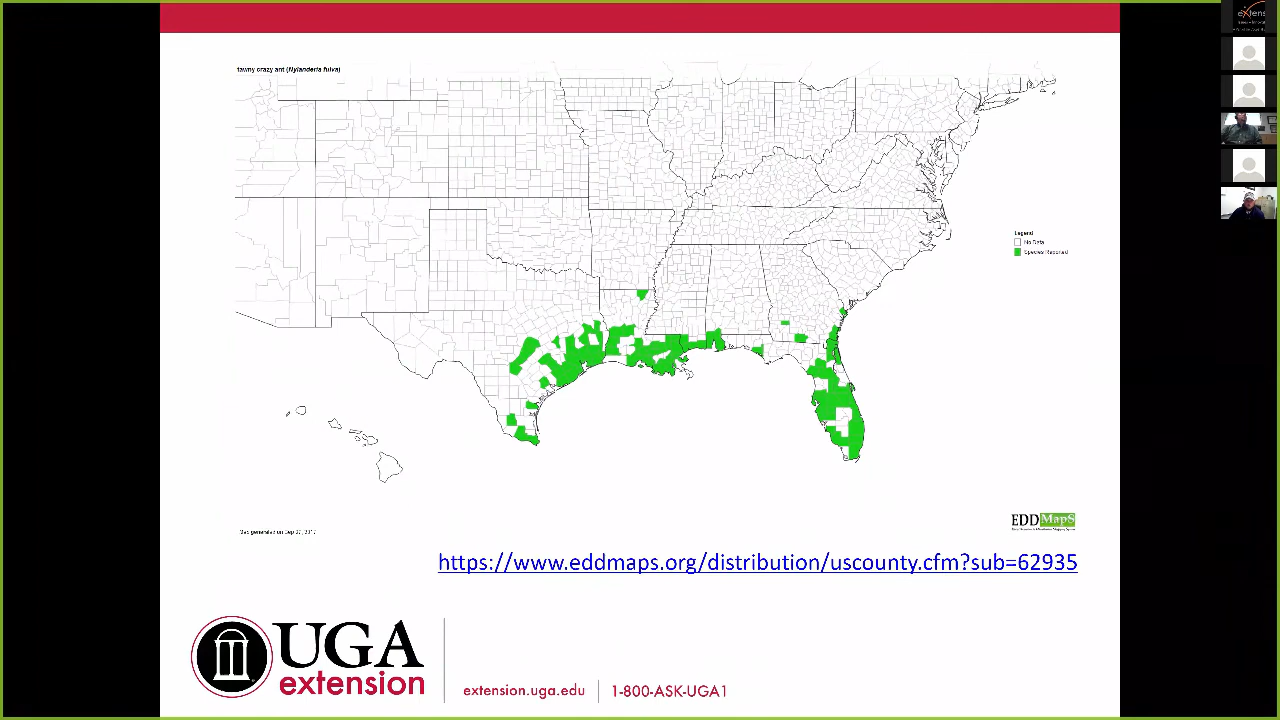 tawny crazy ant (Nylanderia fulva)
Legend
No Data
Species Reported
EDDMapS
https://www.eddmaps.org/distribution/uscounty.cfm?sub=62935
UGA
extension
extension.uga.edu
1-800-ASK-UGA1